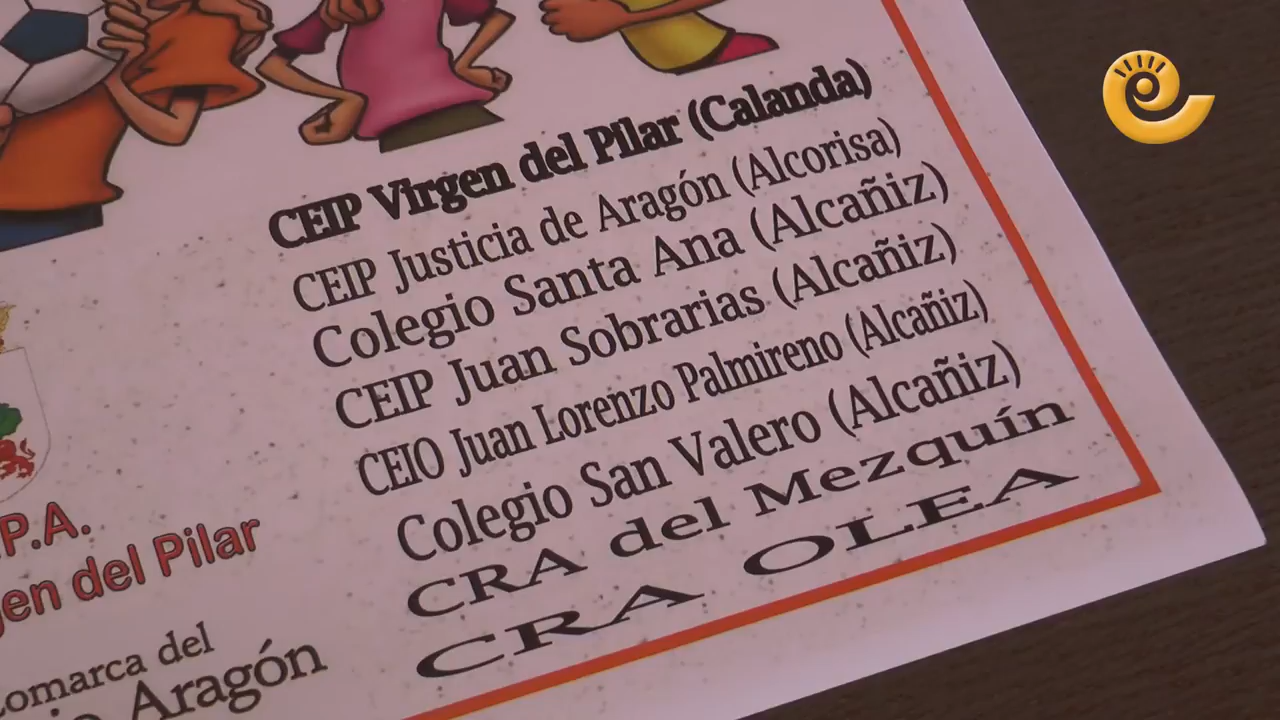 CEIP Virgen del Pilar (Calanda)
CEIP Justicia de Aragón (Alcorisa)
Colegio Santa Ana (Alcañiz)
CEIP Juan Sobrarias (Alcañiz)
CEIO Juan Lorenzo Palmireno (Alcañiz)
Colegio San Valero (Alcañiz)
CRA del Mezquín
CRA OLEA
.P.A.
gen del Pilar
omarca del
Aragón